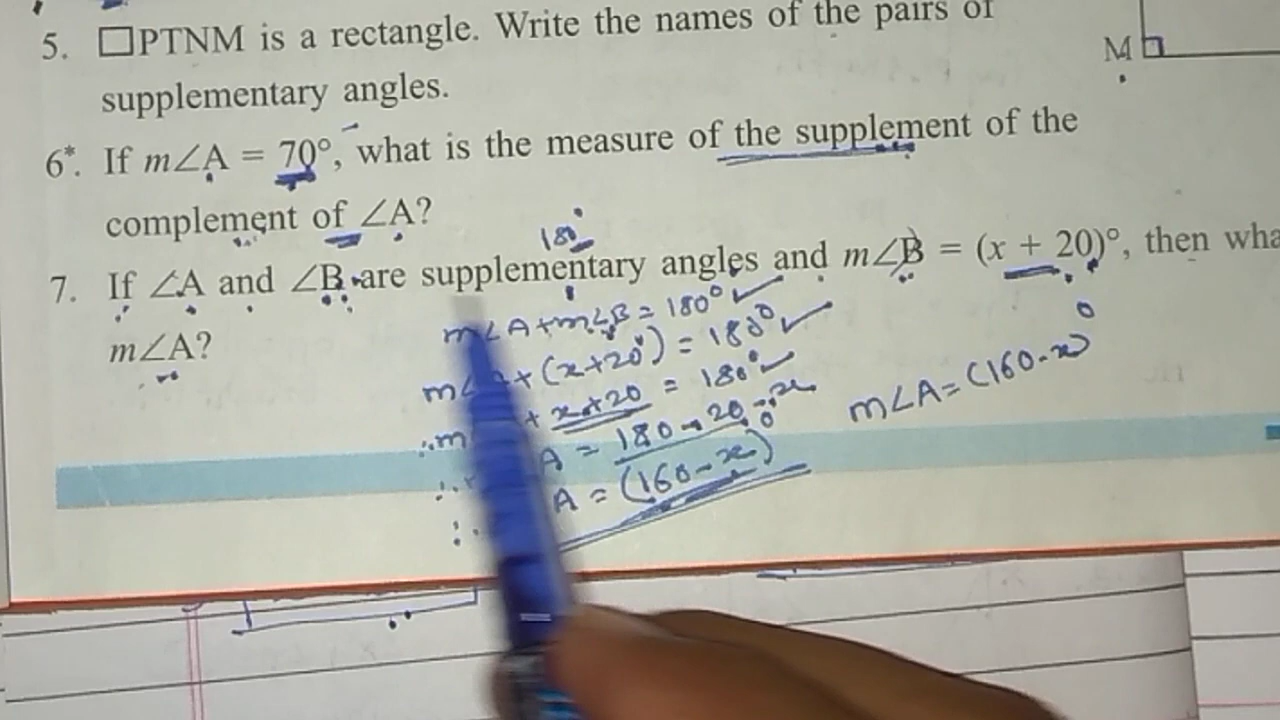 5. □PTNM is a rectangle. Write the names of the pairs of
supplementary angles.
M
6*. If m∠A = 70°, what is the measure of the supplement of the
complement of ∠A?
180°
7. If ∠A and ∠B are supplementary angles and m∠B = (x + 20)°, then
m∠A?
m∠A+m∠B = 180°
+ (x+20°) = 180°
∴m + x+20 = 180°
∴ A = 180-20-x
∴ A = (160-x)°
m∠A = (160-x)°